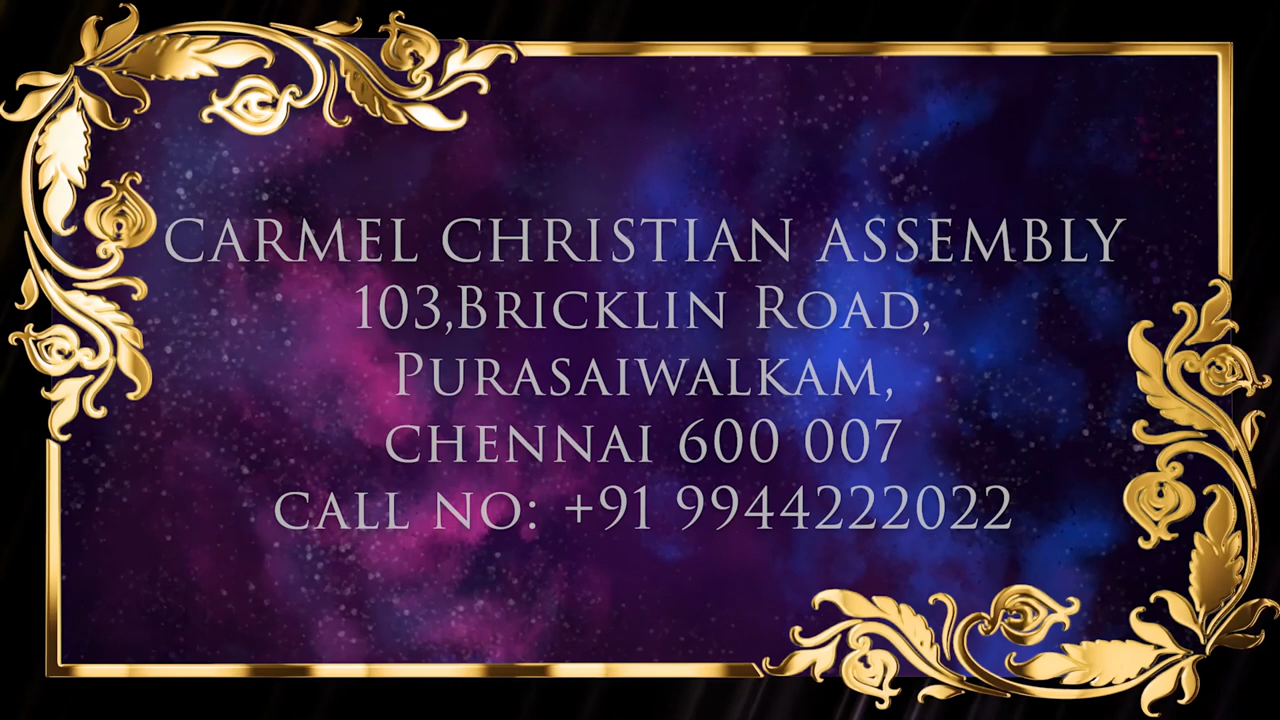 CARMEL CHRISTIAN ASSEMBLY
103,Bricklin Road,
Purasaiwalkam,
chennai 600 007
call no: +91 9944222022